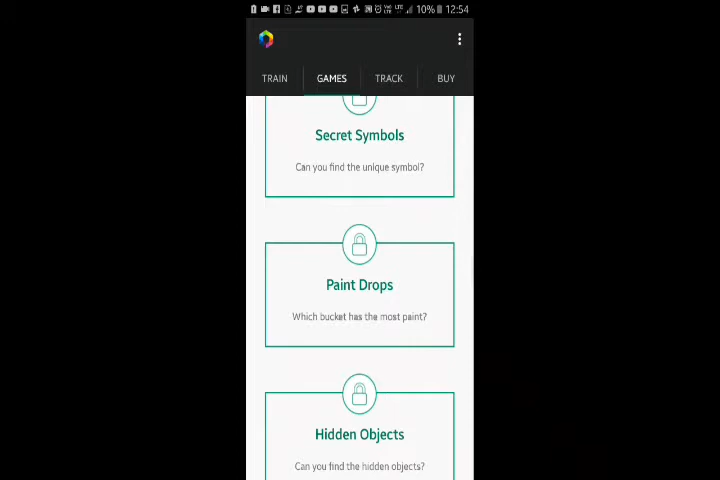 10% 12:54
TRAIN GAMES TRACK BUY
Secret Symbols
Can you find the unique symbol?
Paint Drops
Which bucket has the most paint?
Hidden Objects
Can you find the hidden objects?